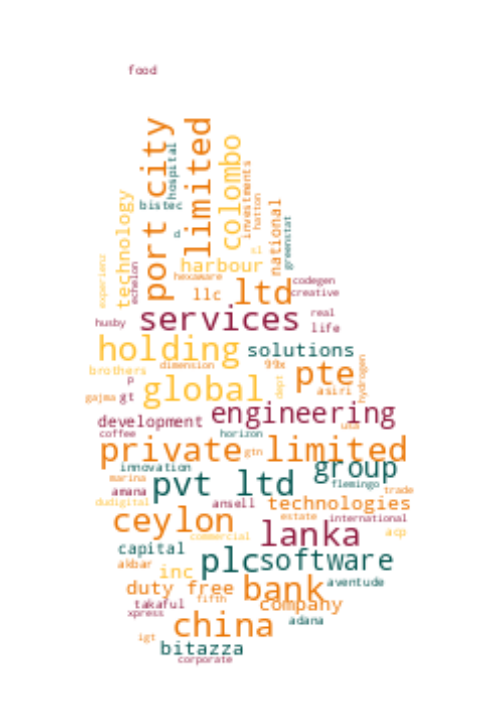 food
port city
limited
colombo
hospital
investments
bistec
technology
hatton
national
greenstat
d.
c.
experienz
echelon
harbour
hexaware
codegen
llc
ltd
creative
services
real
husby
life
holding
solutions
brothers
dimension
99x
pte
hydrogen
p
global
asiri
gajma
gt
engineering
development
usa
coffee
horizon
private limited
gtn
innovation
group
marina
pvt ltd
flemingo
amana
trade
dudigital
ansell
technologies
ceylon
estate
international
lanka
commercial
aqp
capital
plc
software
akbar
inc
duty free
bank
aventude
takaful
fifth
company
xpress
china
adana
igt
bitazza
corporate